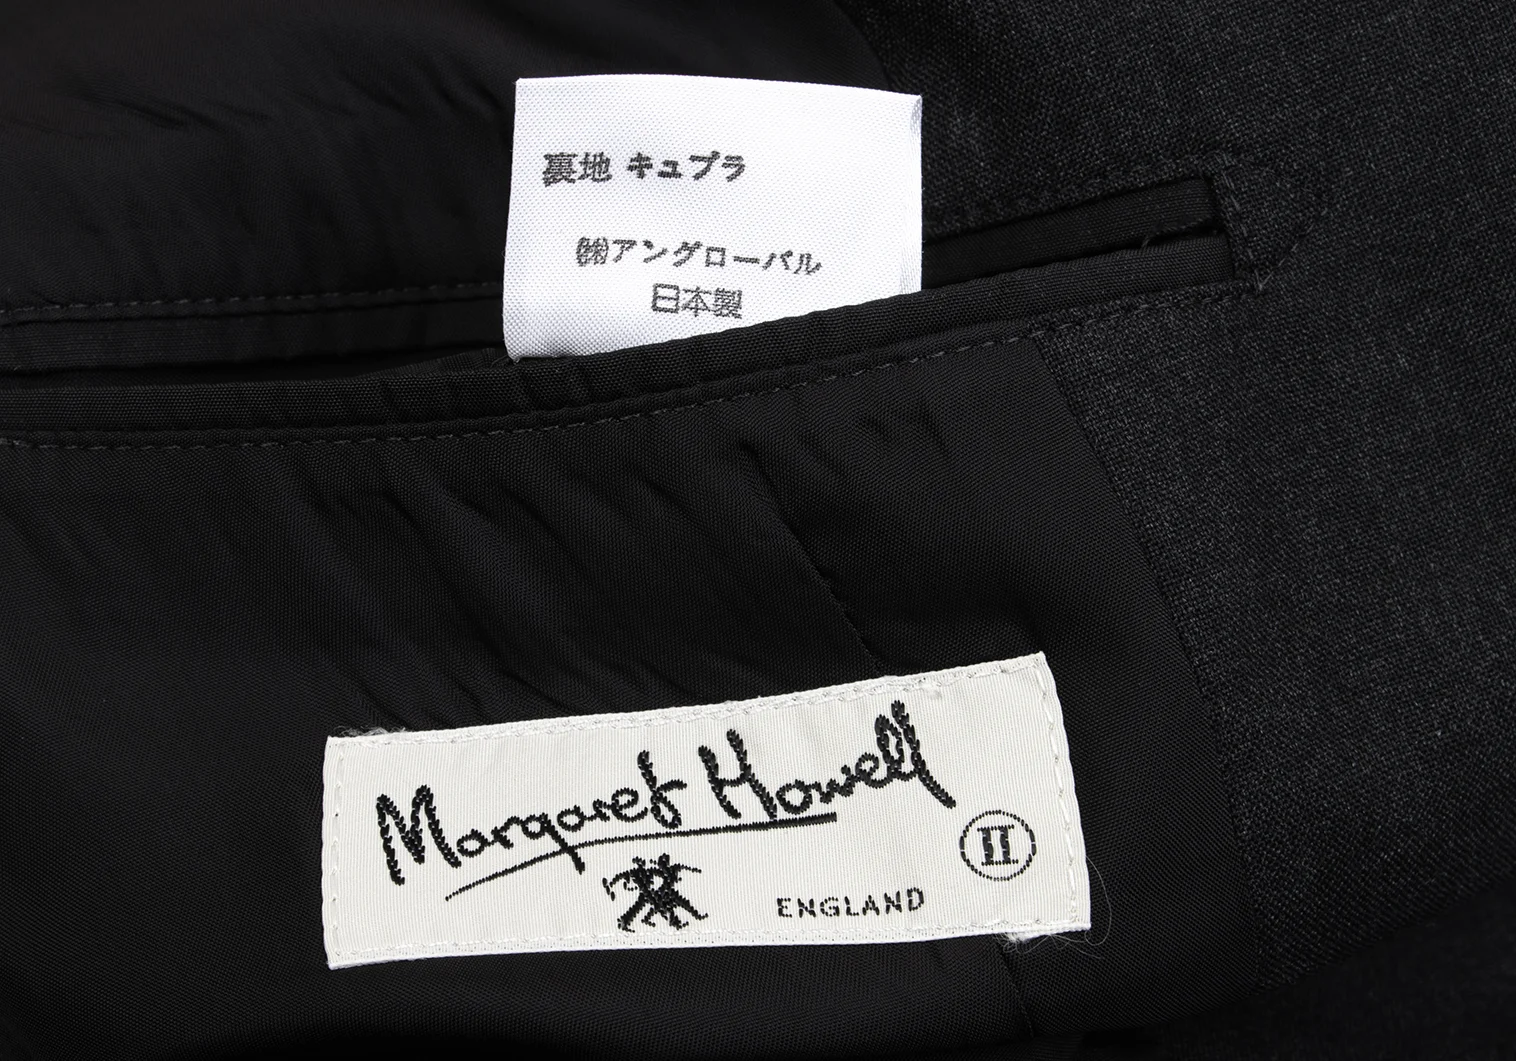 裏地 キュプラ
㈱アングローバル
日本製
Margaret Howell
II
ENGLAND